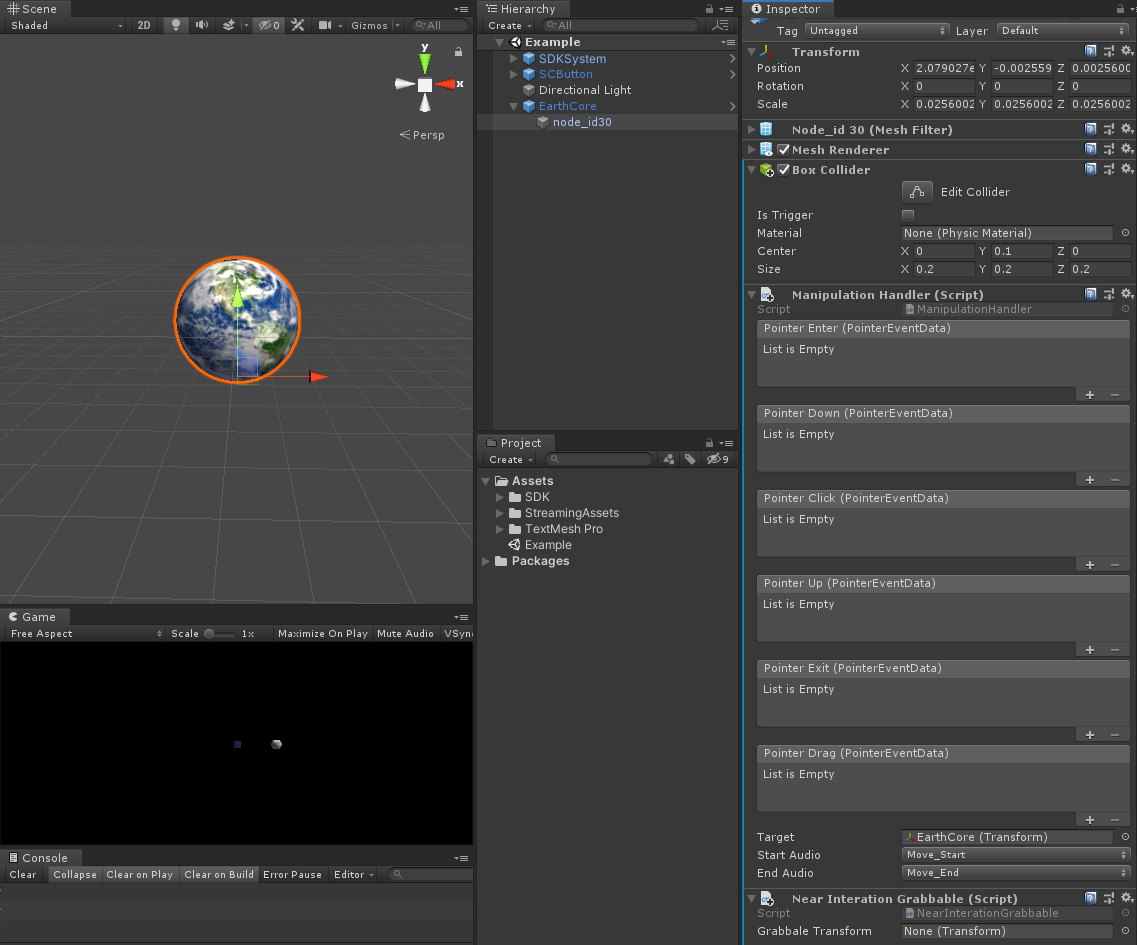 Scene
Shaded
2D
0
Gizmos
All
y
x
Persp
Game
Free Aspect
Scale
1x
Maximize On Play
Mute Audio
VSyn
Console
Clear
Collapse
Clear on Play
Clear on Build
Error Pause
Editor
Hierarchy
Create
All
Example
SDKSystem
SCButton
Directional Light
EarthCore
node_id30
Project
Create
9
Assets
SDK
StreamingAssets
TextMesh Pro
Example
Packages
Inspector
Tag Untagged Layer Default
Transform
Position X 2.079027e Y -0.002559 Z 0.0025600
Rotation X 0 Y 0 Z 0
Scale X 0.0256002 Y 0.0256002 Z 0.0256002
Node_id 30 (Mesh Filter)
Mesh Renderer
Box Collider
Edit Collider
Is Trigger
Material None (Physic Material)
Center X 0 Y 0.1 Z 0
Size X 0.2 Y 0.2 Z 0.2
Manipulation Handler (Script)
Script ManipulationHandler
Pointer Enter (PointerEventData)
List is Empty
Pointer Down (PointerEventData)
List is Empty
Pointer Click (PointerEventData)
List is Empty
Pointer Up (PointerEventData)
List is Empty
Pointer Exit (PointerEventData)
List is Empty
Pointer Drag (PointerEventData)
List is Empty
Target EarthCore (Transform)
Start Audio Move_Start
End Audio Move_End
Near Interation Grabbable (Script)
Script NearInterationGrabbable
Grabbale Transform None (Transform)